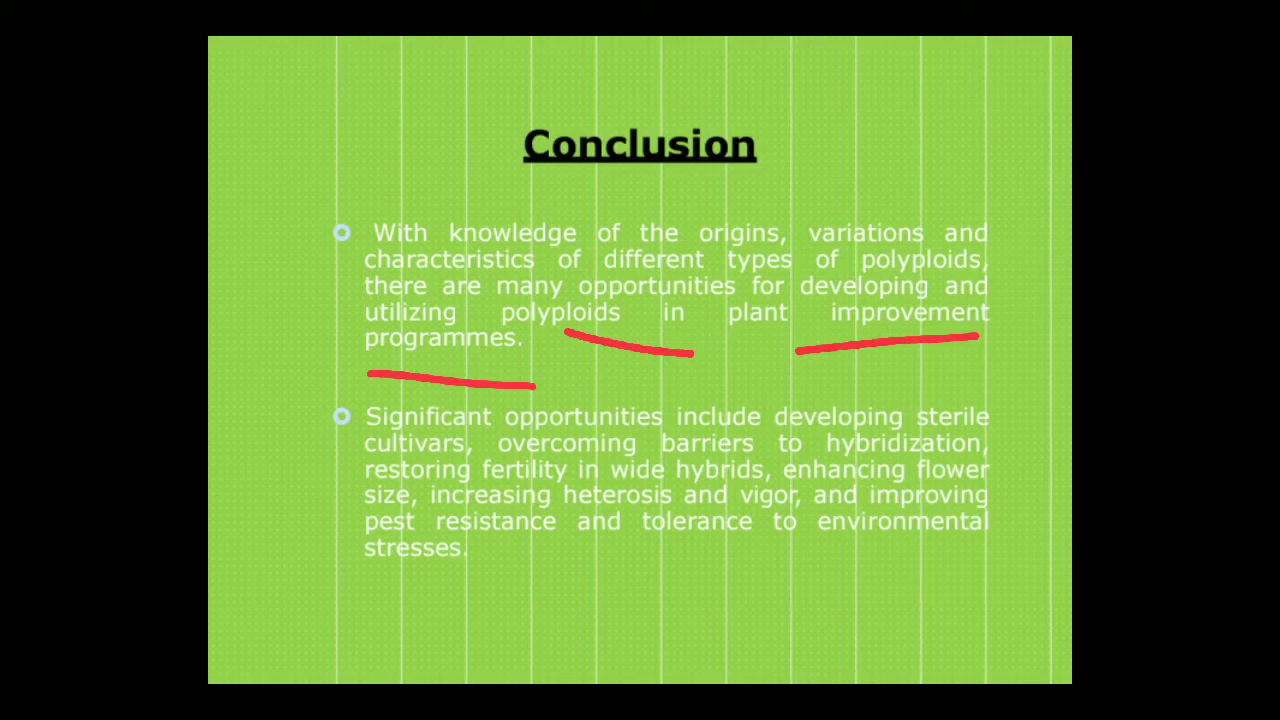 Conclusion
With knowledge of the origins, variations and
characteristics of different types of polyploids,
there are many opportunities for developing and
utilizing polyploids in plant improvement
programmes.
Significant opportunities include developing sterile
cultivars, overcoming barriers to hybridization,
restoring fertility in wide hybrids, enhancing flower
size, increasing heterosis and vigor, and improving
pest resistance and tolerance to environmental
stresses.